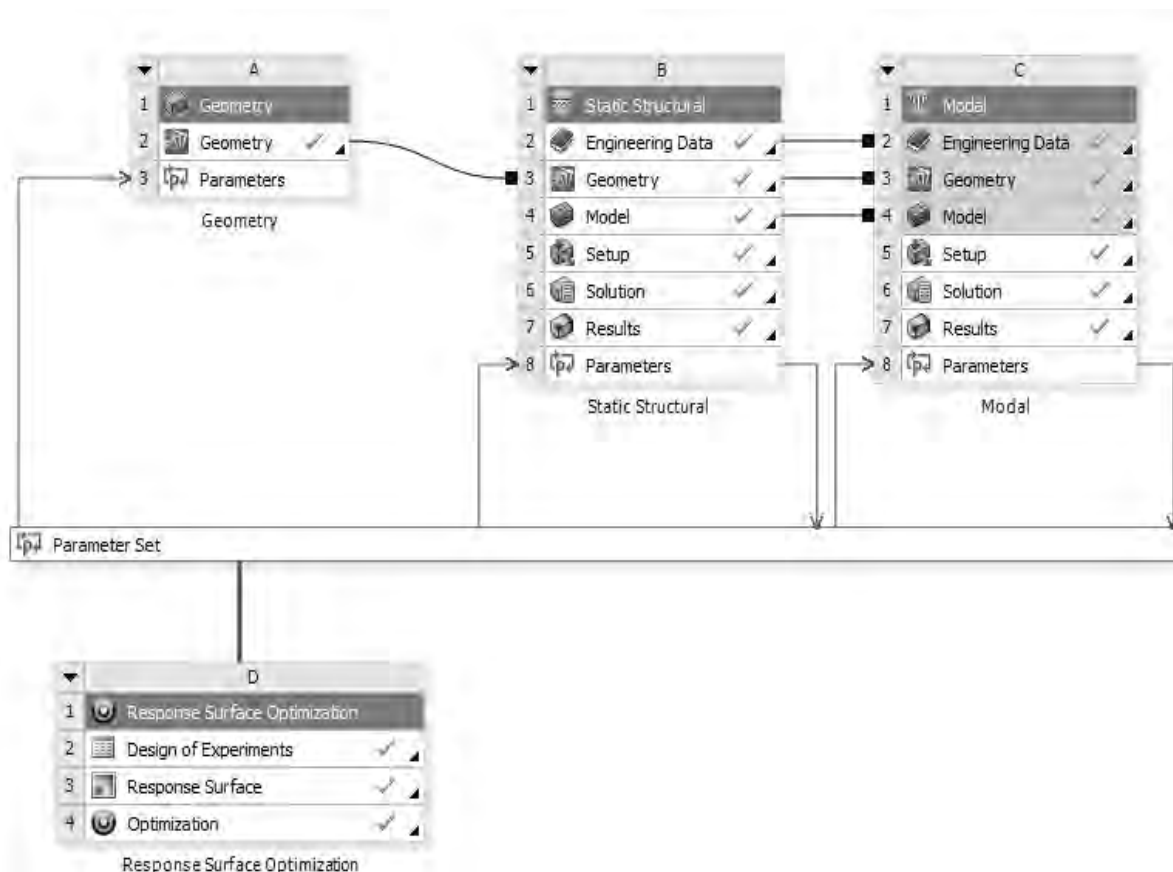 A
1 Geometry
2 Geometry
3 Parameters
Geometry
B
1 Static Structural
2 Engineering Data
3 Geometry
4 Model
5 Setup
6 Solution
7 Results
8 Parameters
Static Structural
C
1 Modal
2 Engineering Data
3 Geometry
4 Model
5 Setup
6 Solution
7 Results
8 Parameters
Modal
Parameter Set
D
1 Response Surface Optimization
2 Design of Experiments
3 Response Surface
4 Optimization
Response Surface Optimization